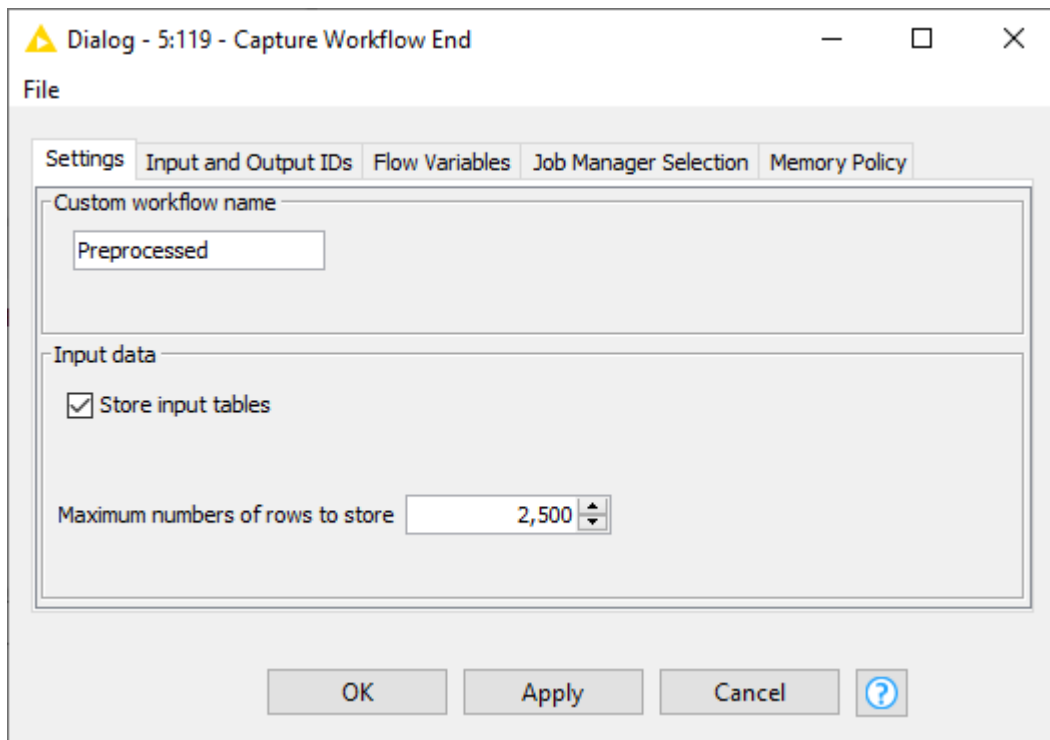 Dialog - 5:119 - Capture Workflow End
File
Settings Input and Output IDs Flow Variables Job Manager Selection Memory Policy
Custom workflow name
Preprocessed
Input data
Store input tables
Maximum numbers of rows to store 2,500
OK Apply Cancel ?